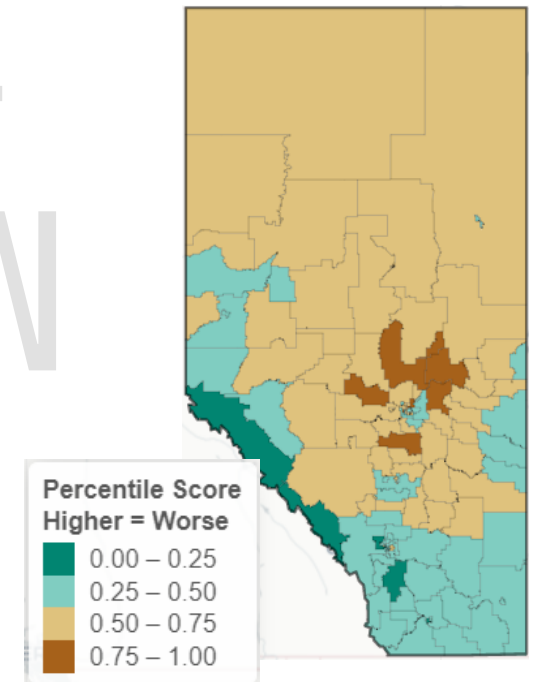 N
Percentile Score
Higher = Worse
0.00 – 0.25
0.25 – 0.50
0.50 – 0.75
0.75 – 1.00